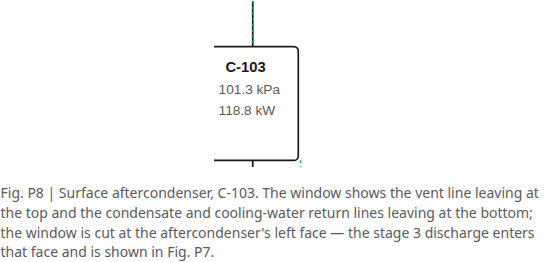 C-103
101.3 kPa
118.8 kW
Fig. P8 | Surface aftercondenser, C-103. The window shows the vent line leaving at
the top and the condensate and cooling-water return lines leaving at the bottom;
the window is cut at the aftercondenser's left face — the stage 3 discharge enters
that face and is shown in Fig. P7.